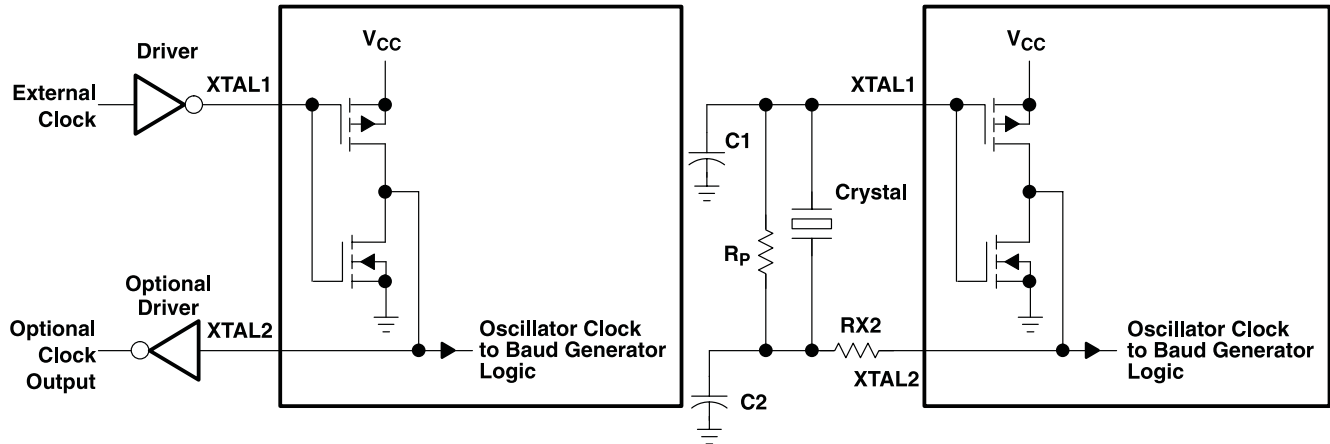 Driver
External
Clock
XTAL1
VCC
Optional
Driver
Optional
Clock
Output
XTAL2
Oscillator Clock
to Baud Generator
Logic
VCC
XTAL1
C1
Crystal
RP
RX2
XTAL2
C2
Oscillator Clock
to Baud Generator
Logic